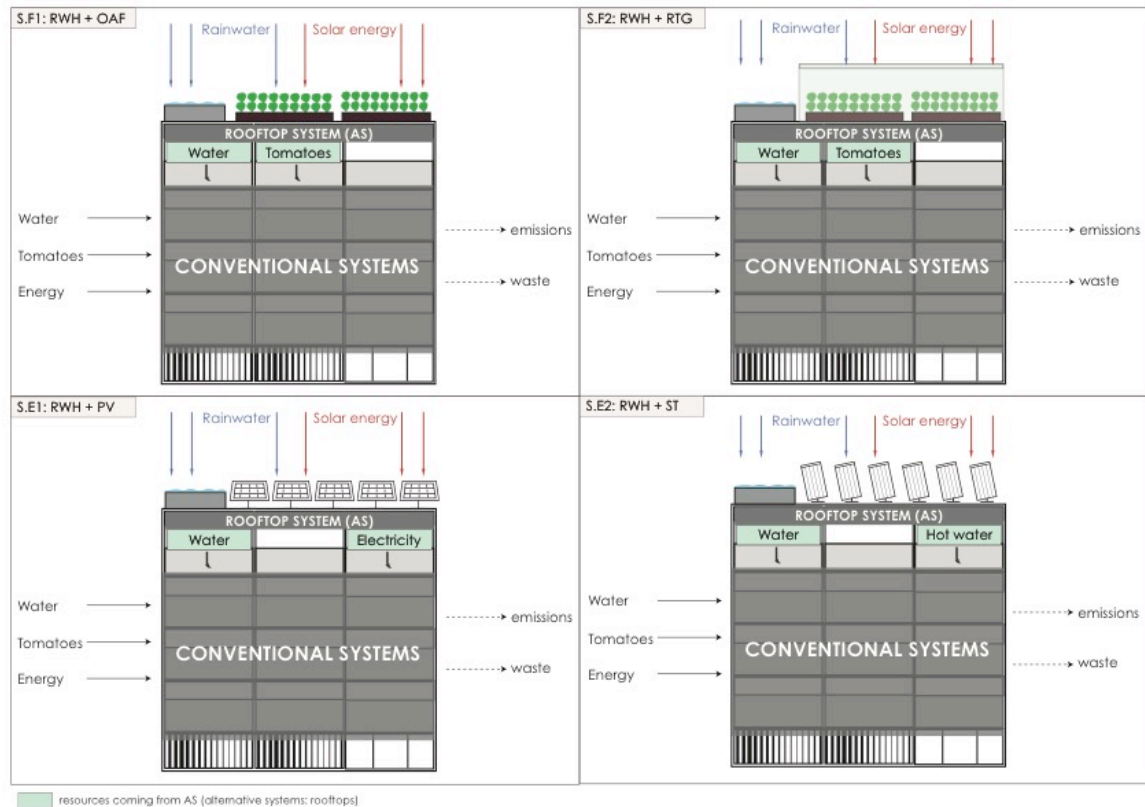 S.F1: RWH + OAF
Rainwater
Solar energy
ROOFTOP SYSTEM (AS)
Water
Tomatoes
Water
Tomatoes
Energy
CONVENTIONAL SYSTEMS
emissions
waste
S.F2: RWH + RTG
Rainwater
Solar energy
ROOFTOP SYSTEM (AS)
Water
Tomatoes
Water
Tomatoes
Energy
CONVENTIONAL SYSTEMS
emissions
waste
S.E1: RWH + PV
Rainwater
Solar energy
ROOFTOP SYSTEM (AS)
Water
Electricity
Water
Tomatoes
Energy
CONVENTIONAL SYSTEMS
emissions
waste
S.E2: RWH + ST
Rainwater
Solar energy
ROOFTOP SYSTEM (AS)
Water
Hot water
Water
Tomatoes
Energy
CONVENTIONAL SYSTEMS
emissions
waste
resources coming from AS (alternative systems: rooftops)